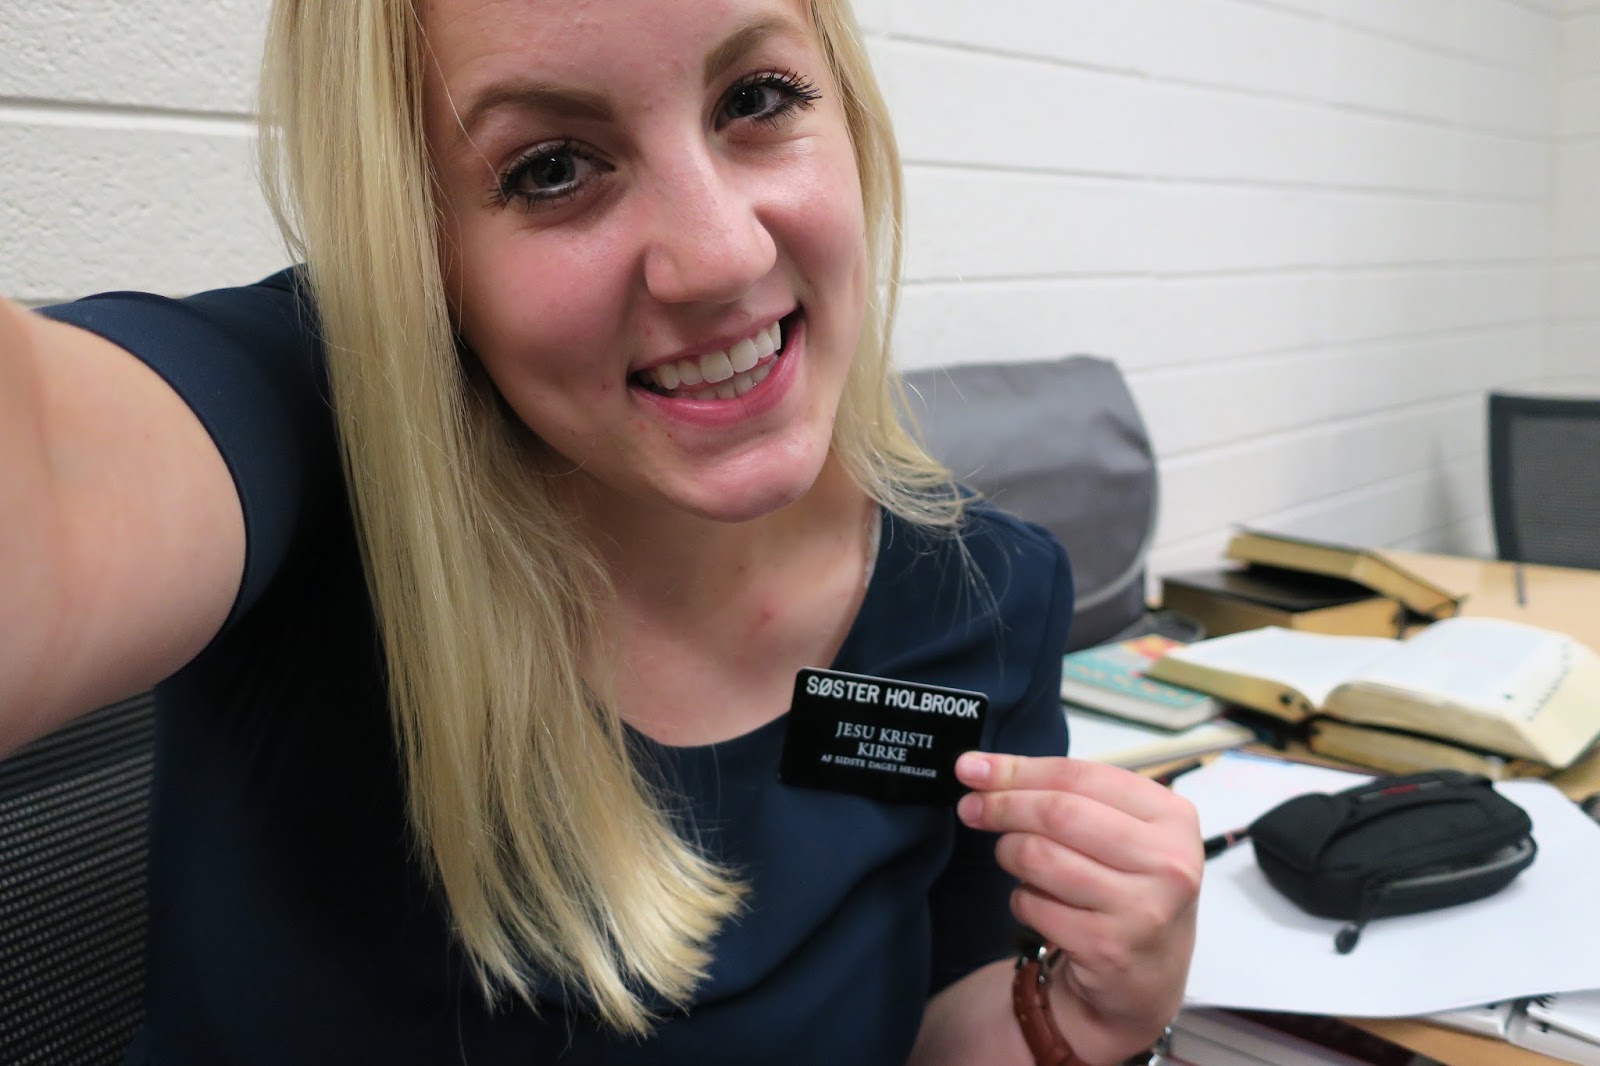 SØSTER HOLBROOK
JESU KRISTI
KIRKE
AF SIDSTE DAGES HELLIGE